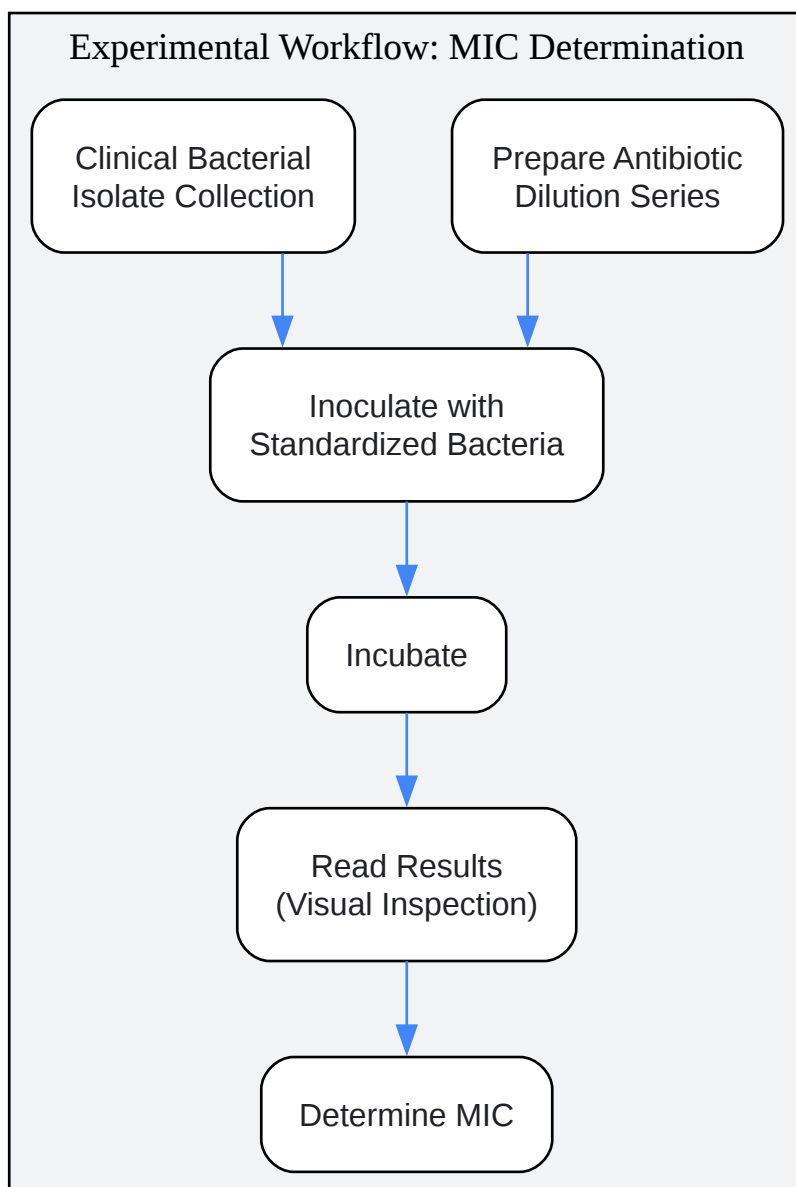 Experimental Workflow: MIC Determination
Clinical Bacterial
Isolate Collection
Prepare Antibiotic
Dilution Series
Inoculate with
Standardized Bacteria
Incubate
Read Results
(Visual Inspection)
Determine MIC